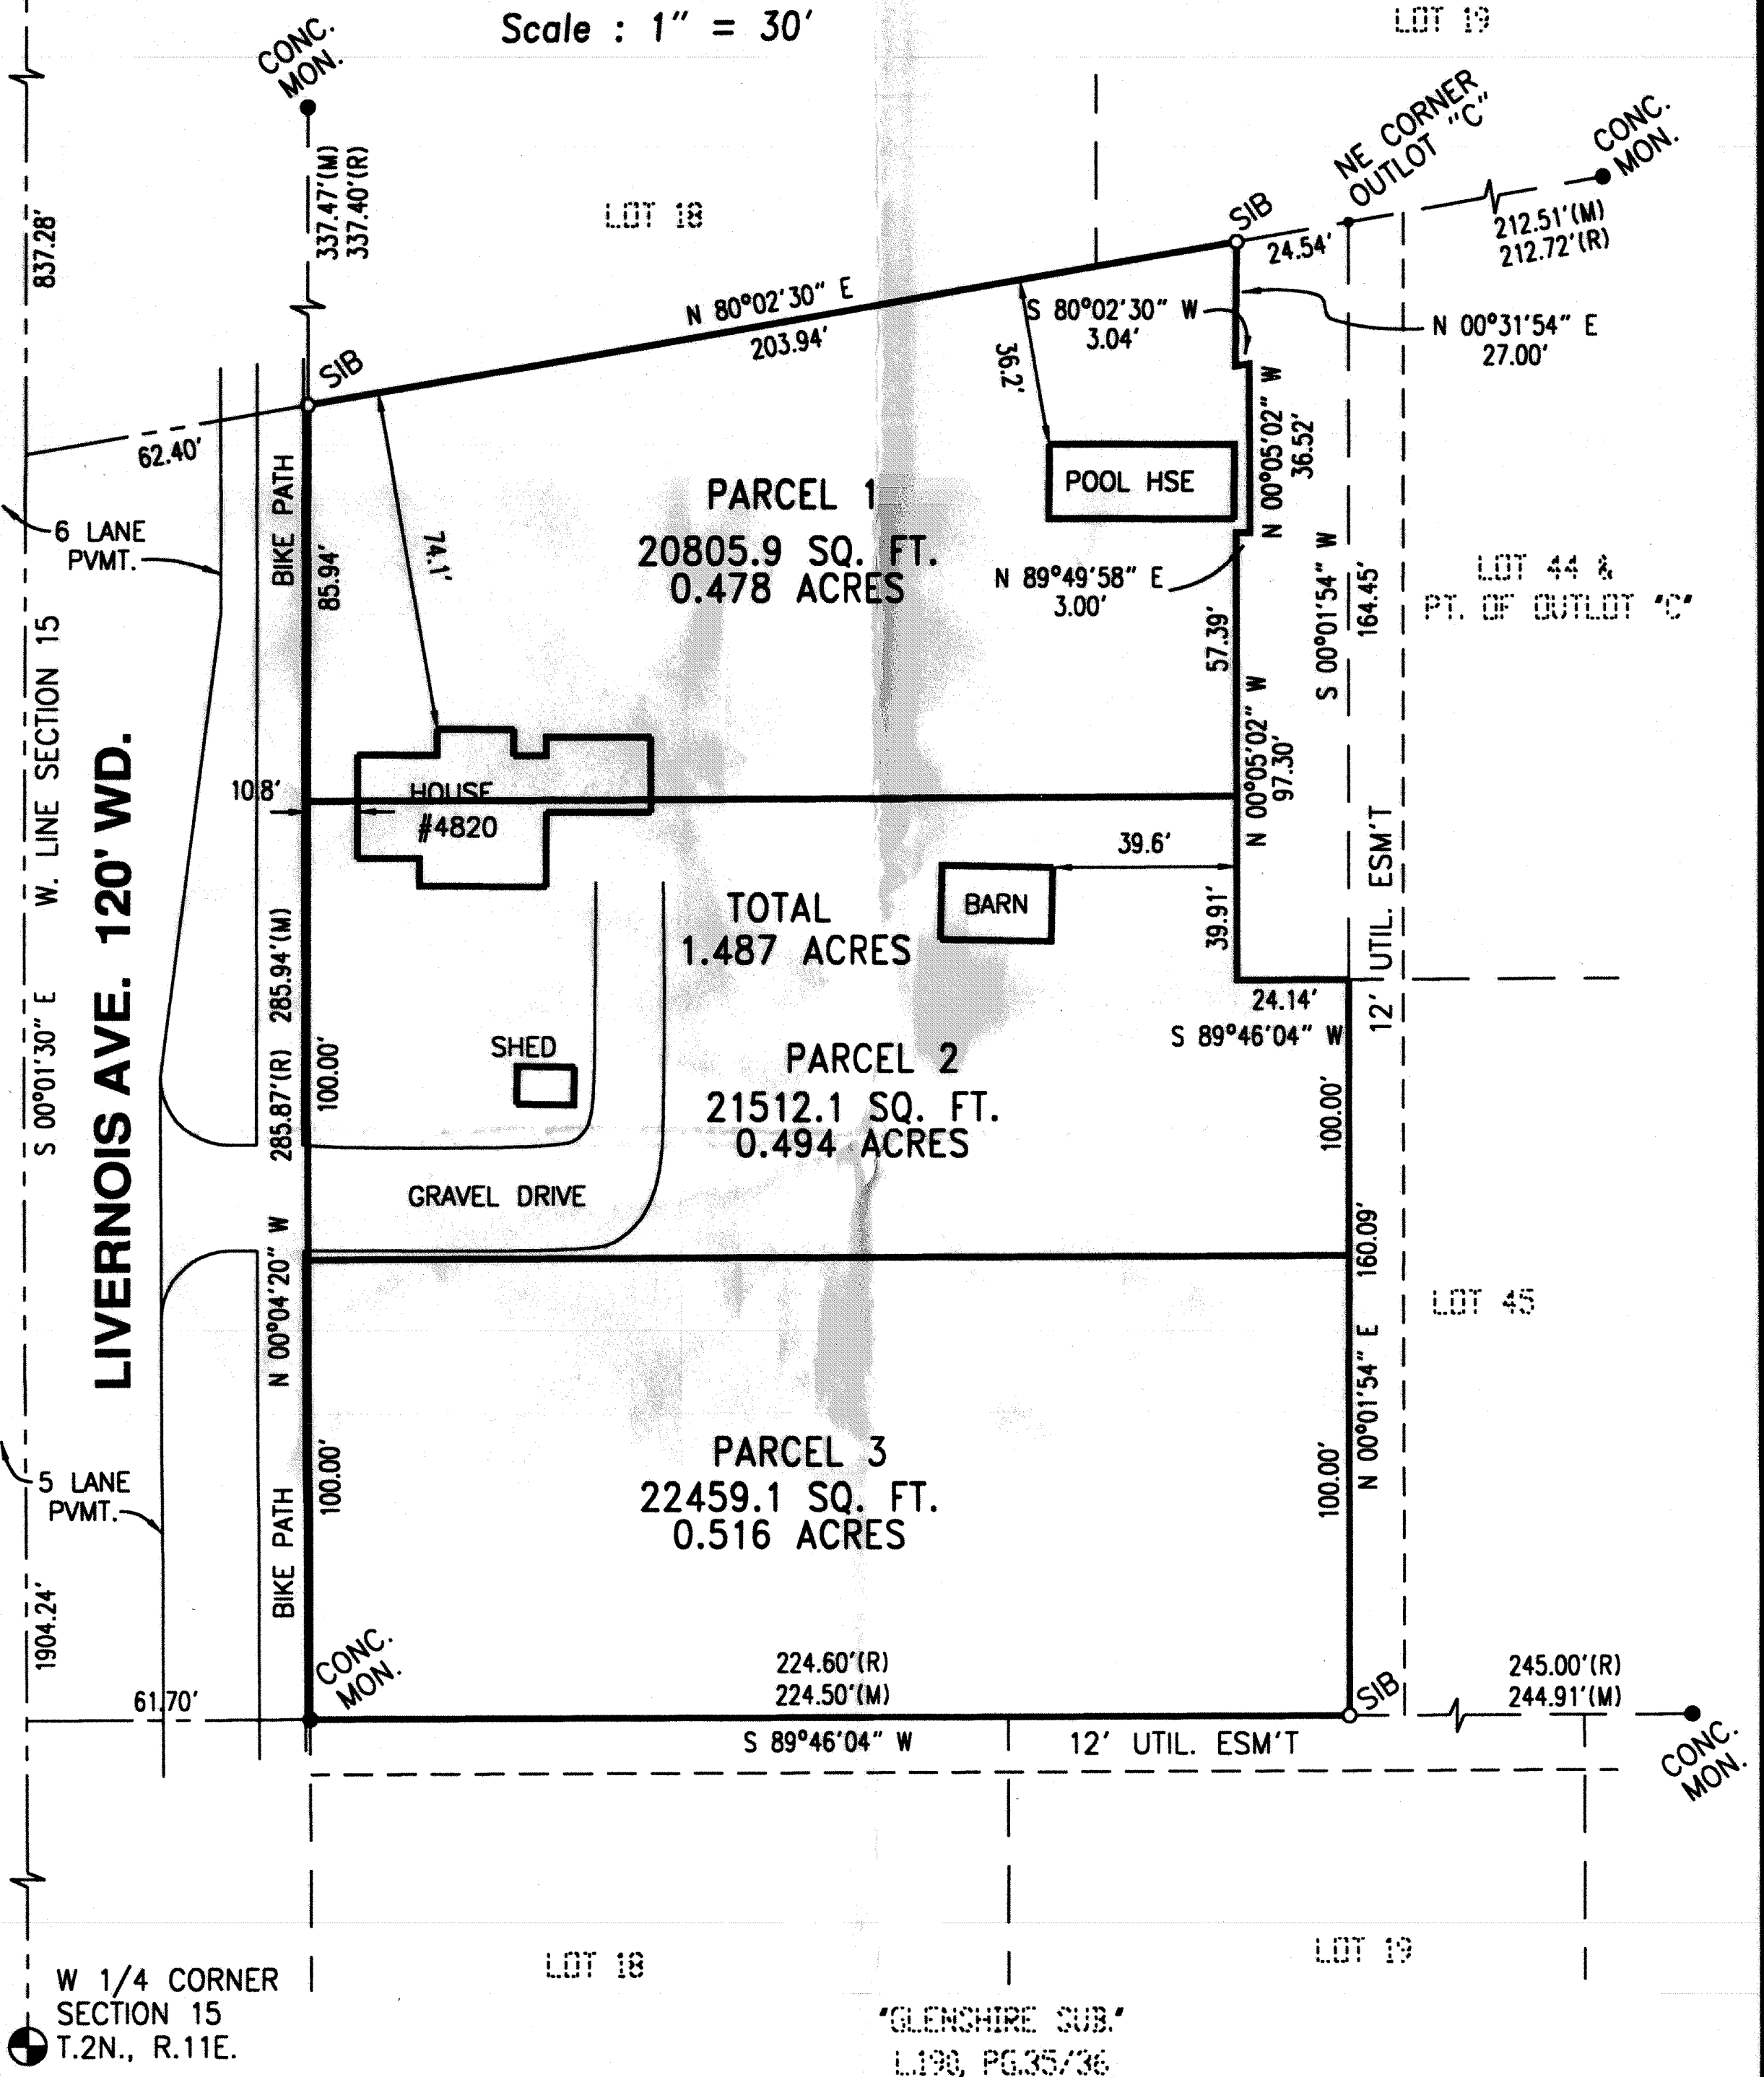 Scale : 1" = 30'
LOT 19
CONC.
MON.
337.47'(M)
337.40'(R)
837.28'
LOT 18
NE CORNER
OUTLOT "C"
CONC.
MON.
SIB
24.54'
212.51'(M)
212.72'(R)
N 80°02'30" E
203.94'
S 80°02'30" W
3.04'
N 00°31'54" E
27.00'
36.2'
SIB
62.40'
BIKE PATH
6 LANE
PVMT.
85.94'
74.1'
PARCEL 1
20805.9 SQ. FT.
0.478 ACRES
POOL HSE
N 00°05'02" W
36.52'
N 89°49'58" E
3.00'
57.39'
S 00°01'54" W
164.45'
LOT 44 &
PT. OF OUTLOT "C"
W. LINE SECTION 15
S 00°01'30" E
LIVERNOIS AVE. 120' WD.
10.8'
HOUSE
#4820
N 00°05'02" W
97.30'
39.6'
BARN
39.91'
12' UTIL. ESM'T
TOTAL
1.487 ACRES
24.14'
S 89°46'04" W
285.87'(R) 285.94'(M)
N 00°04'20" W
100.00'
SHED
PARCEL 2
21512.1 SQ. FT.
0.494 ACRES
100.00'
GRAVEL DRIVE
160.09'
N 00°01'54" E
LOT 45
5 LANE
PVMT.
BIKE PATH
100.00'
PARCEL 3
22459.1 SQ. FT.
0.516 ACRES
100.00'
1904.24'
CONC.
MON.
61.70'
224.60'(R)
224.50'(M)
S 89°46'04" W
12' UTIL. ESM'T
SIB
245.00'(R)
244.91'(M)
CONC.
MON.
LOT 18
LOT 19
W 1/4 CORNER
SECTION 15
T.2N., R.11E.
"GLENSHIRE SUB."
L.190, PG.35/36